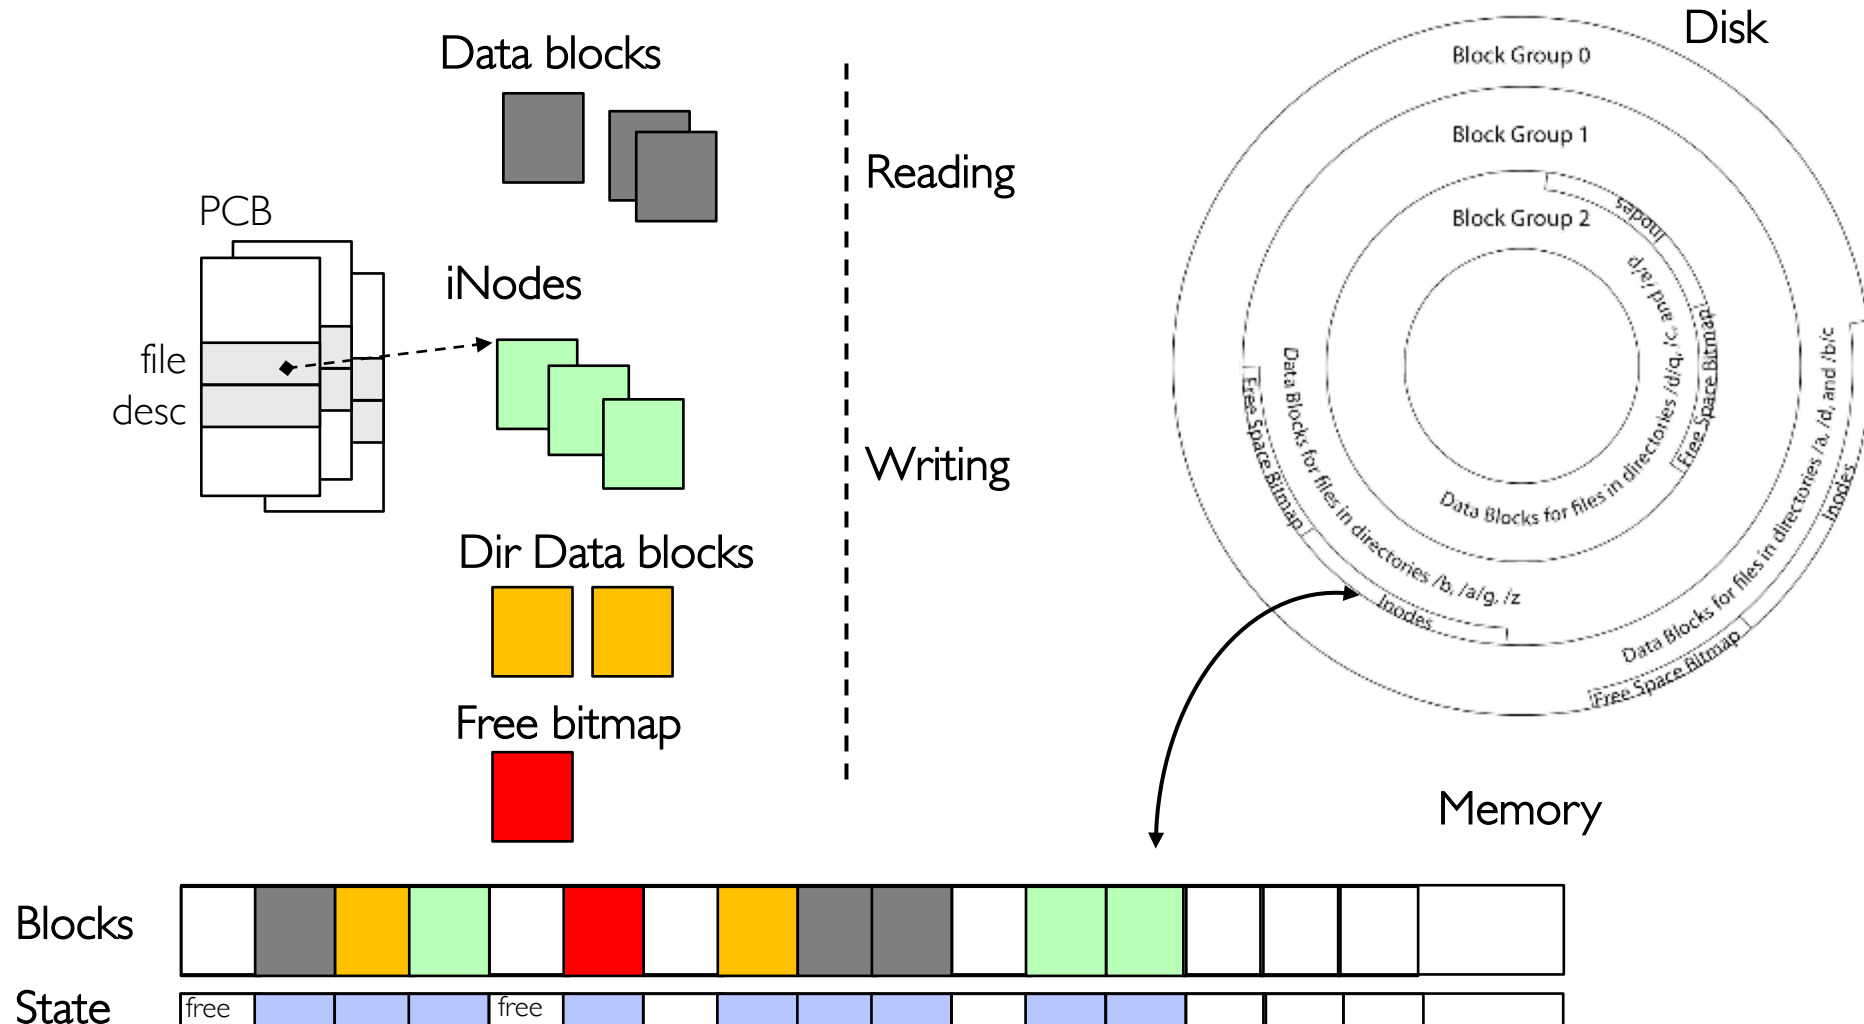 Data blocks
Disk
Block Group 0
Block Group 1
Reading
PCB
Block Group 2
Inodes
iNodes
file
desc
Data Blocks for files in directories /d/q, /c, and /a/p
Free Space Bitmap
Data Blocks for files in directories /b, /a/g, /z
Free Space Bitmap
Inodes
Data Blocks for files in directories /a, /d, and /b/c
Inodes
Free Space Bitmap
Writing
Dir Data blocks
Free bitmap
Memory
Blocks
State
free
free